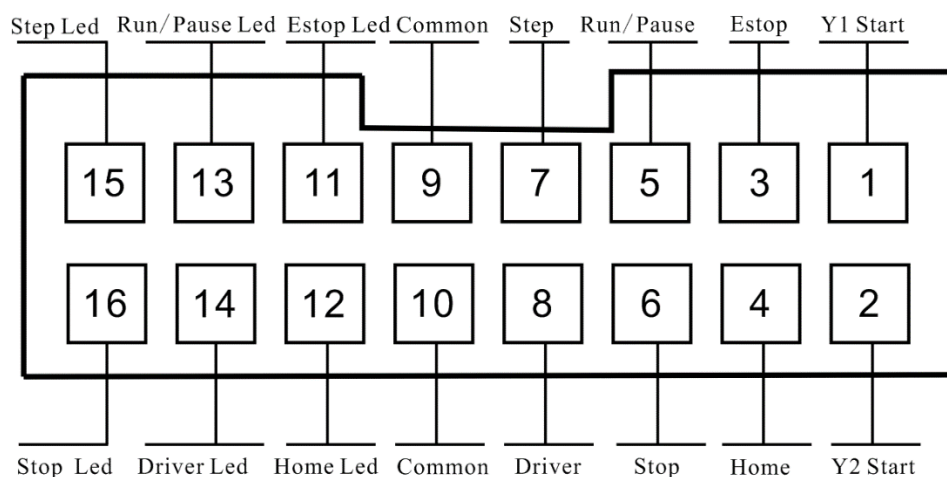 Step Led Run/Pause Led Estop Led Common Step Run/Pause Estop Y1 Start
15 13 11 9 7 5 3 1
16 14 12 10 8 6 4 2
Stop Led Driver Led Home Led Common Driver Stop Home Y2 Start